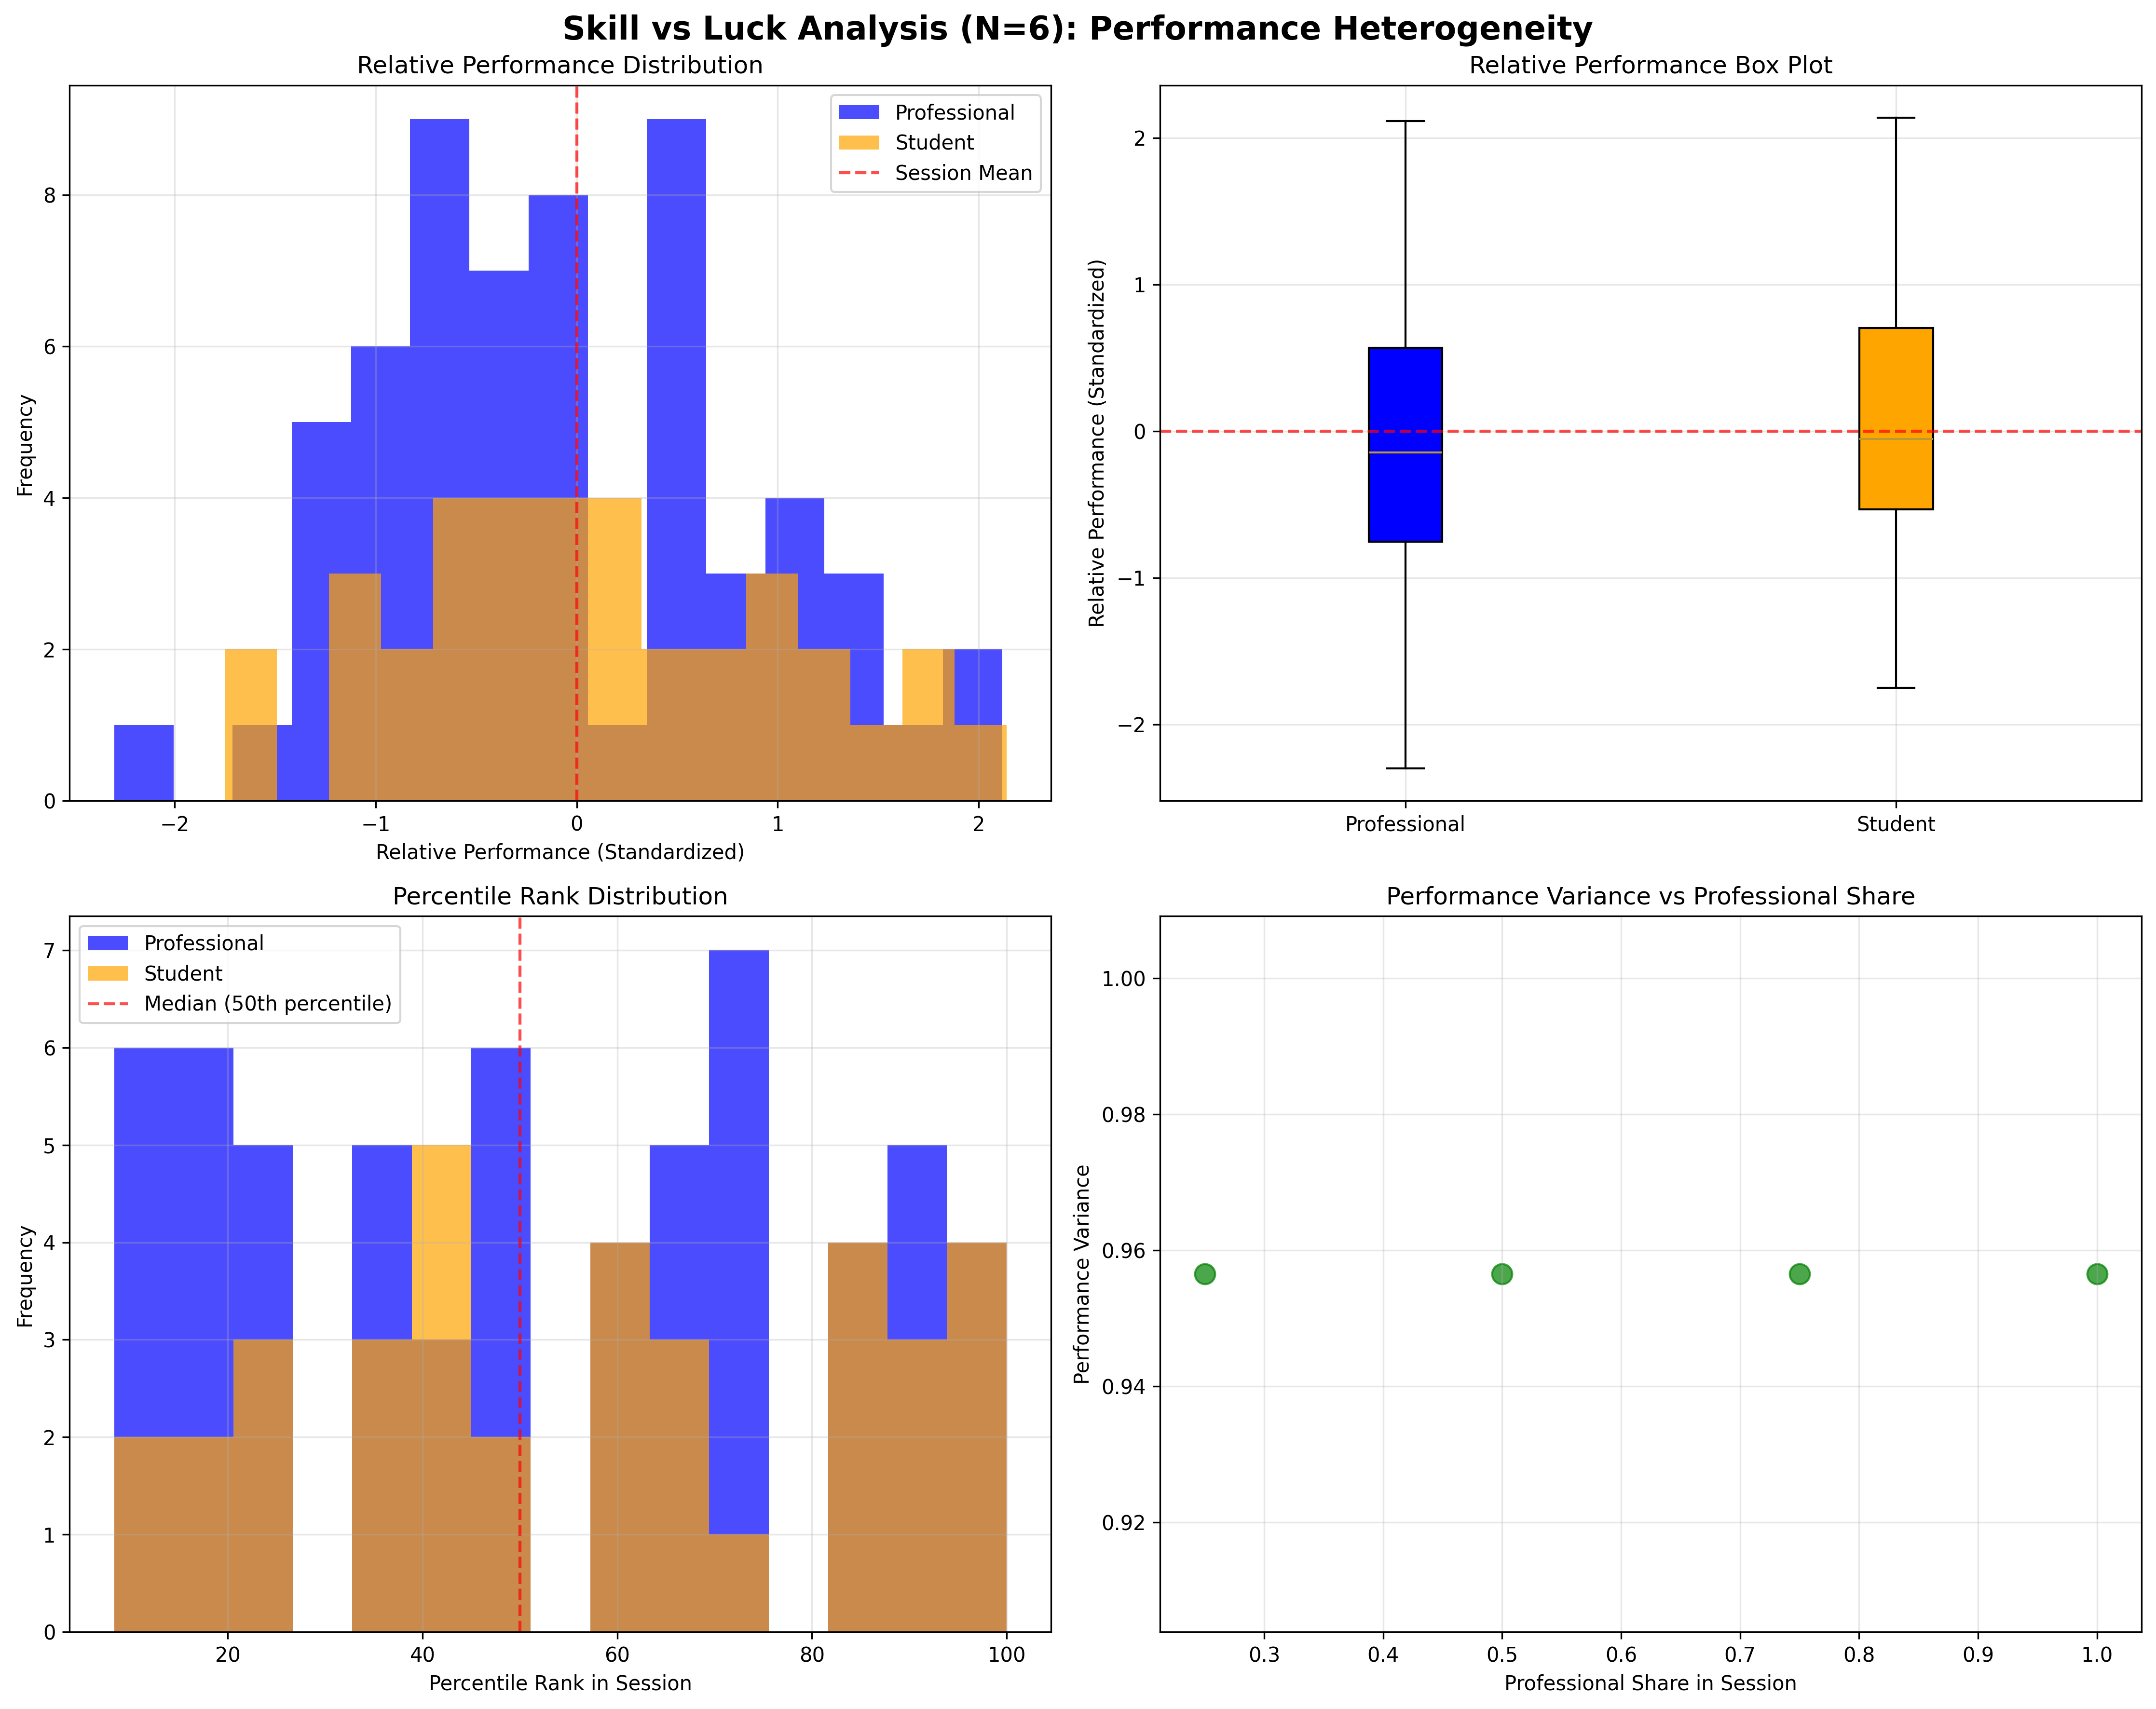 Skill vs Luck Analysis (N=6): Performance Heterogeneity
Relative Performance Distribution
Professional
Student
Session Mean
Frequency
8
6
4
2
0
−2
−1
0
1
2
Relative Performance (Standardized)
Relative Performance Box Plot
Relative Performance (Standardized)
2
1
0
−1
−2
Professional
Student
Percentile Rank Distribution
Professional
Student
Median (50th percentile)
Frequency
7
6
5
4
3
2
1
0
20
40
60
80
100
Percentile Rank in Session
Performance Variance vs Professional Share
Performance Variance
1.00
0.98
0.96
0.94
0.92
0.3
0.4
0.5
0.6
0.7
0.8
0.9
1.0
Professional Share in Session